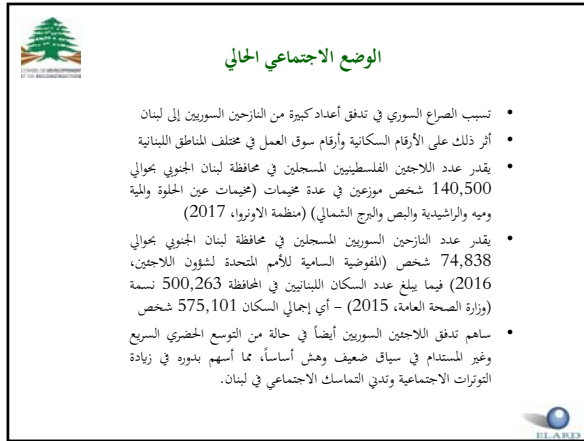 الوضع الاجتماعي الحالي
• تسبب الصراع السوري في تدفق أعداد كبيرة من النازحين السوريين إلى لبنان
• أثر ذلك على الأرقام السكانية وأرقام سوق العمل في مختلف المناطق اللبنانية
• يقدر عدد اللاجئين الفلسطينيين المسجلين في محافظة لبنان الجنوبي بحوالي
140,500 شخص موزعين في عدة مخيمات (مخيمات عين الحلوة والمية
وميه والراشيدية والبص والبرج الشمالي) (منظمة الاونروا، 2017)
• يقدر عدد النازحين السوريين المسجلين في محافظة لبنان الجنوبي بحوالي
74,838 شخص (المفوضية السامية للأمم المتحدة لشؤون اللاجئين،
2016) فيما يبلغ عدد السكان اللبنانيين في المحافظة 500,263 نسمة
(وزارة الصحة العامة، 2015) – أي إجمالي السكان 575,101 شخص
• ساهم تدفق اللاجئين السوريين أيضاً في حالة من التوسع الحضري السريع
وغير المستدام في سياق ضعيف وهش أساساً، مما أسهم بدوره في زيادة
التوترات الاجتماعية وتدني التماسك الاجتماعي في لبنان.
ELARD